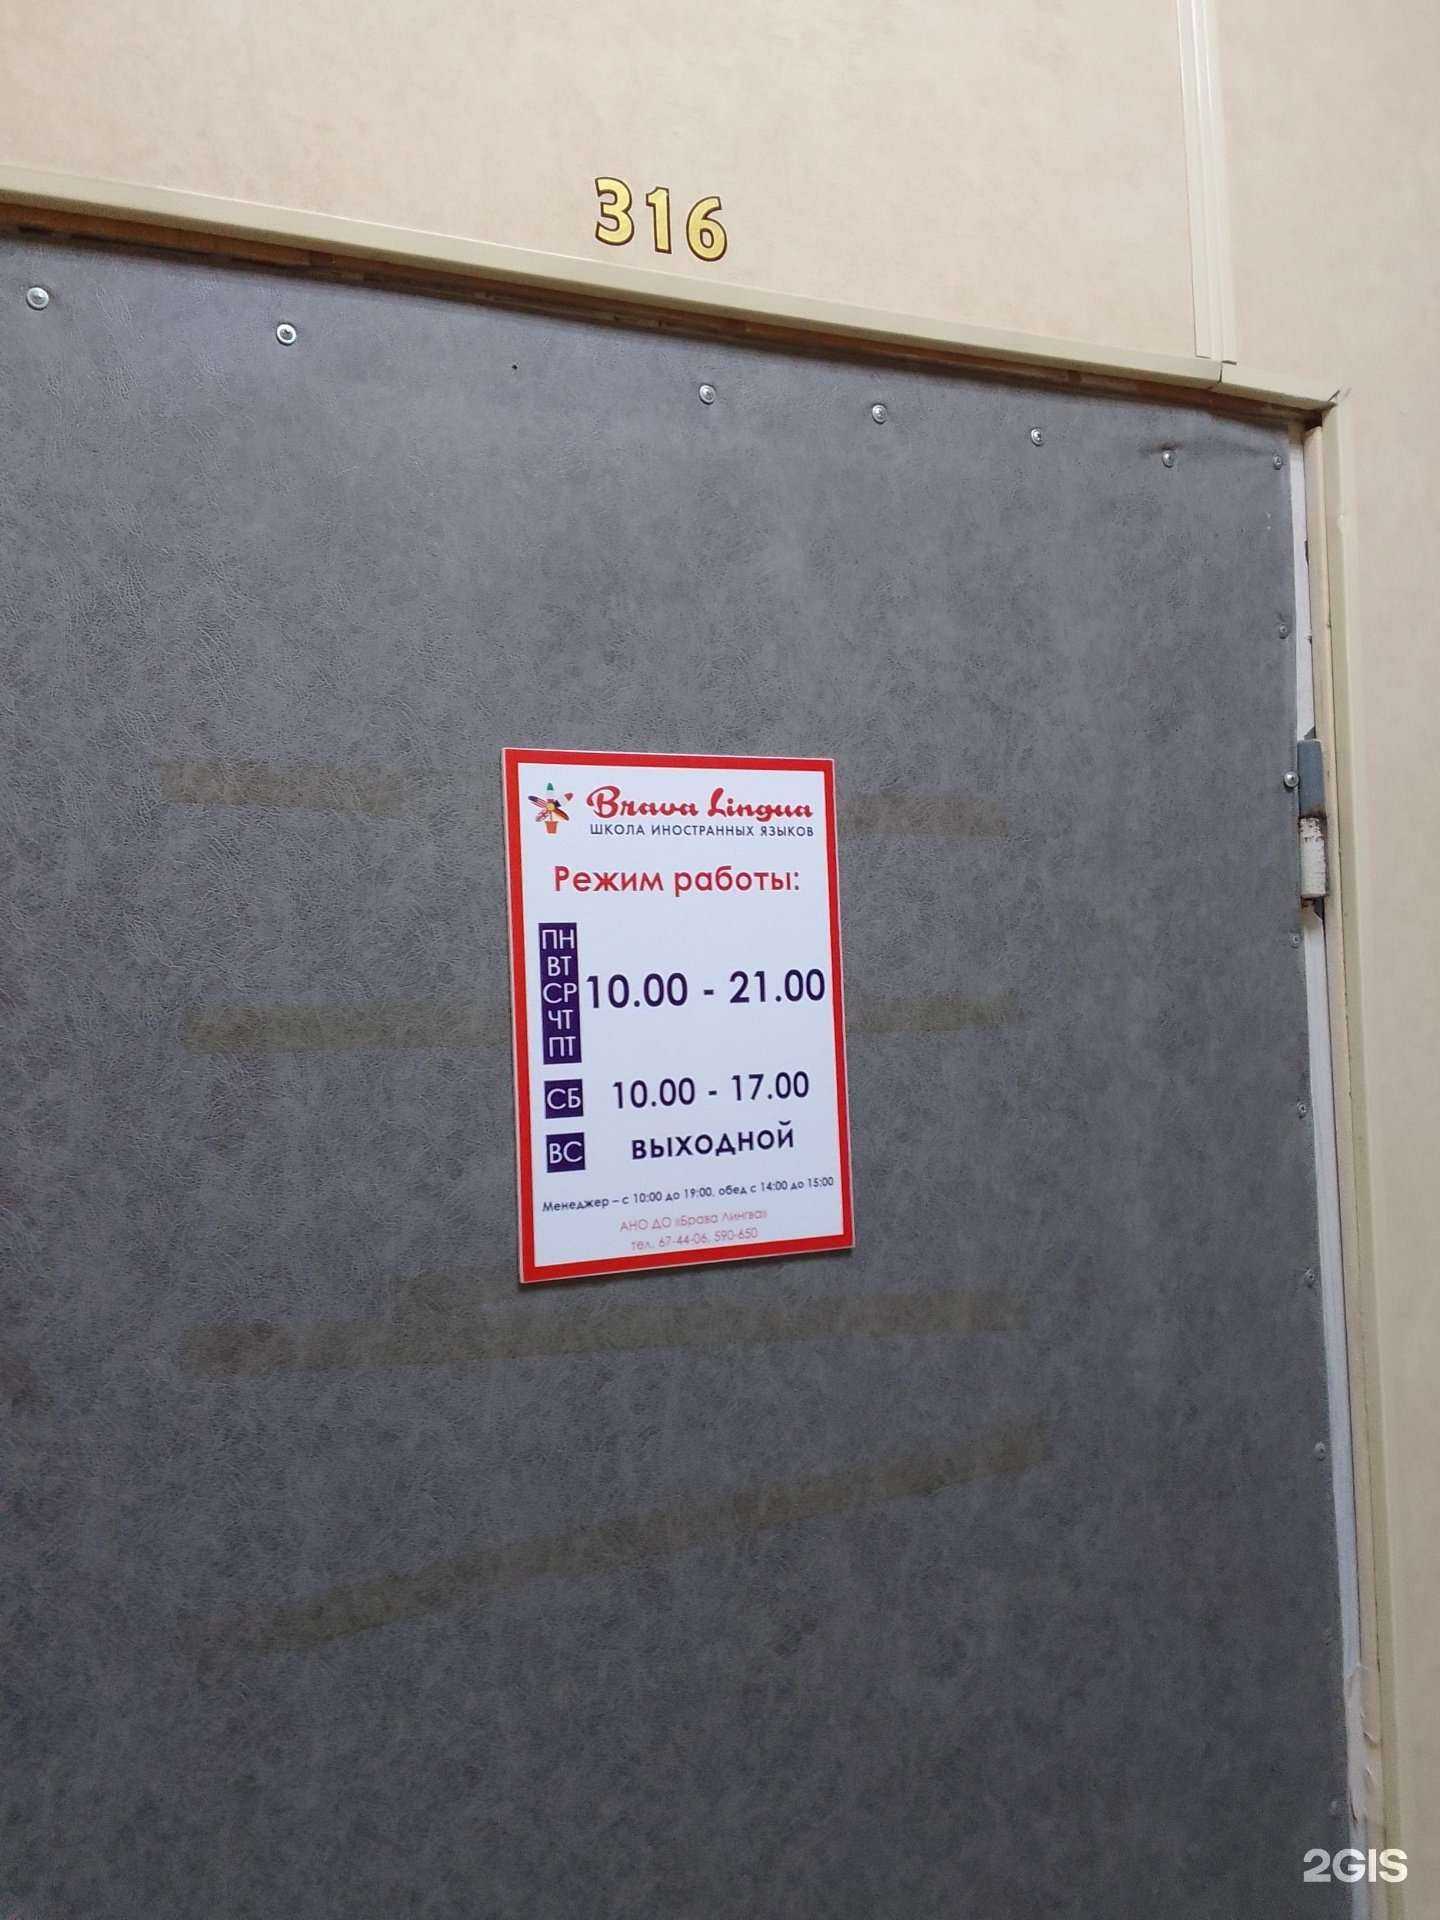 316
Brava Lingua
ШКОЛА ИНОСТРАННЫХ ЯЗЫКОВ
Режим работы:
ПН
ВТ
СР 10.00 - 21.00
ЧТ
ПТ
СБ 10.00 - 17.00
ВС ВЫХОДНОЙ
Менеджер – с 10:00 до 19:00, обед с 14:00 до 15:00
АНО ДО «Брава Лингва»
тел. 67-44-06, 590-650
2GIS